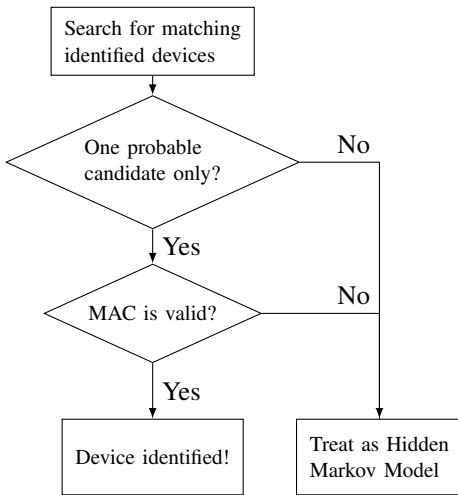 Search for matching
identified devices
One probable
candidate only?
No
Yes
MAC is valid?
No
Yes
Device identified!
Treat as Hidden
Markov Model